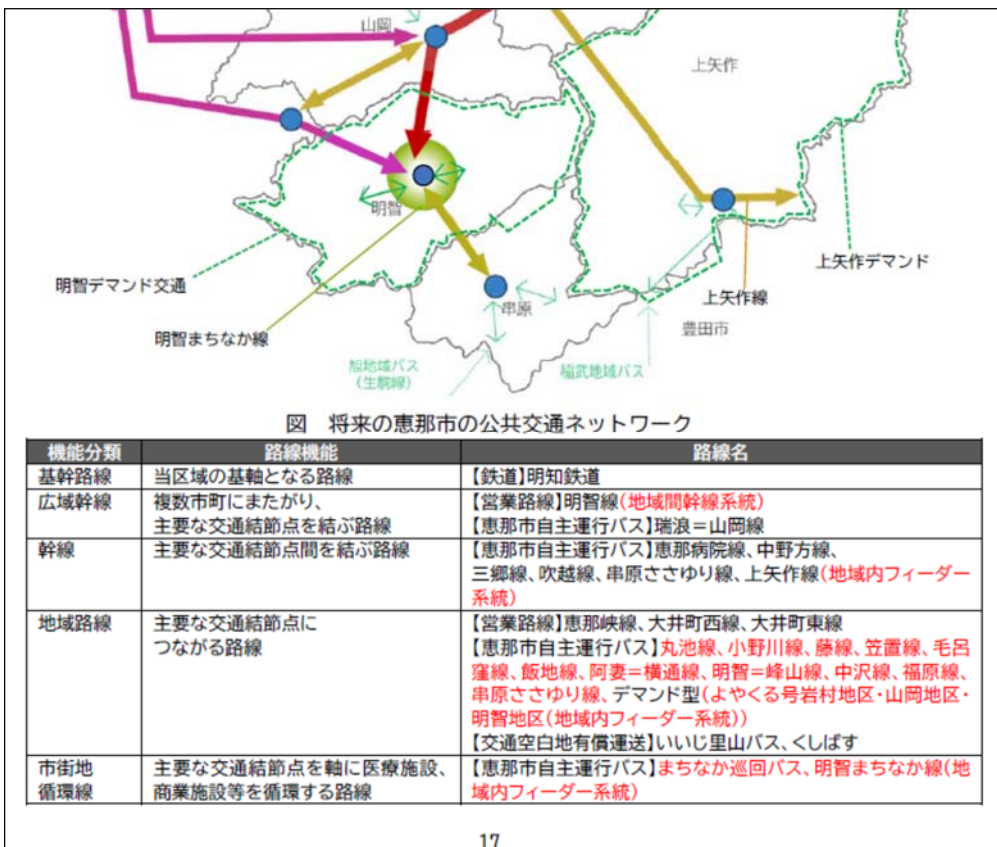 山岡
上矢作
明智
上矢作デマンド
明智デマンド交通
上矢作線
串原
豊田市
明智まちなか線
旭地域バス
(生駒線)
稲武地域バス
図 将来の恵那市の公共交通ネットワーク
機能分類 路線機能 路線名
基幹路線 当区域の基軸となる路線 【鉄道】明知鉄道
広域幹線 複数市町にまたがり、 【営業路線】明智線(地域間幹線系統)
主要な交通結節点を結ぶ路線 【恵那市自主運行バス】瑞浪=山岡線
幹線 主要な交通結節点間を結ぶ路線 【恵那市自主運行バス】恵那病院線、中野方線、
三郷線、吹越線、串原ささゆり線、上矢作線(地域内フィーダー
系統)
地域路線 主要な交通結節点に 【営業路線】恵那峡線、大井町西線、大井町東線
つながる路線 【恵那市自主運行バス】丸池線、小野川線、藤線、笠置線、毛呂
窪線、飯地線、阿妻=横通線、明智=峰山線、中沢線、福原線、
串原ささゆり線、デマンド型(よやくる号岩村地区・山岡地区・
明智地区(地域内フィーダー系統))
【交通空白地有償運送】いいじ里山バス、くしばす
市街地 主要な交通結節点を軸に医療施設、 【恵那市自主運行バス】まちなか巡回バス、明智まちなか線(地
循環線 商業施設等を循環する路線 域内フィーダー系統)
17